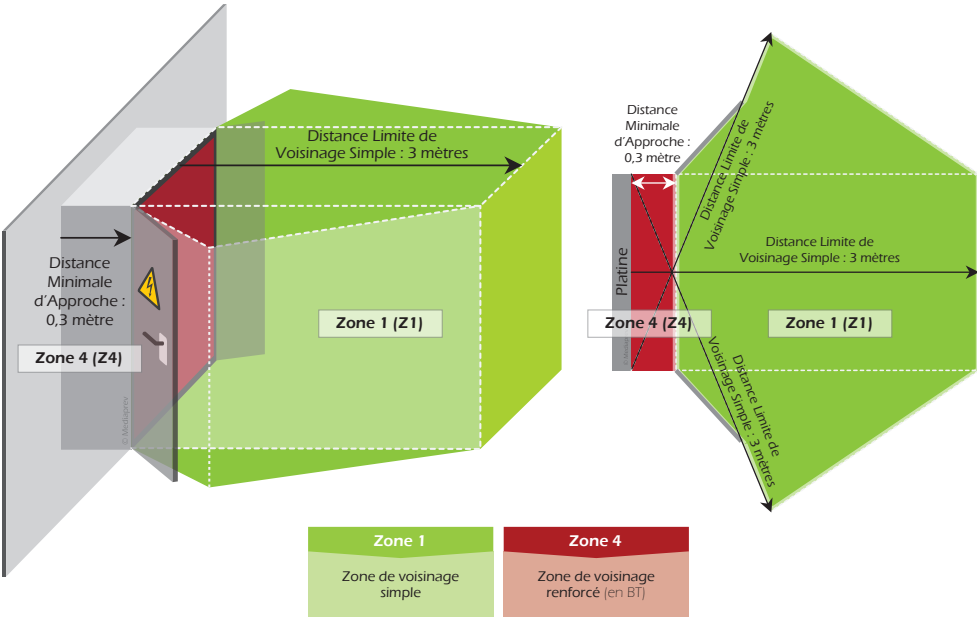 Distance Limite de
Voisinage Simple : 3 mètres
Distance
Minimale
d'Approche :
0,3 mètre
Zone 4 (Z4)
Zone 1 (Z1)
© Mediaprev
Distance
Minimale
d'Approche :
0,3 mètre
Distance Limite de
Voisinage Simple : 3 mètres
Distance Limite de
Voisinage Simple : 3 mètres
Platine
Zone 4 (Z4)
Zone 1 (Z1)
© Mediaprev
Distance Limite de
Voisinage Simple : 3 mètres
Zone 1
Zone de voisinage
simple
Zone 4
Zone de voisinage
renforcé (en BT)